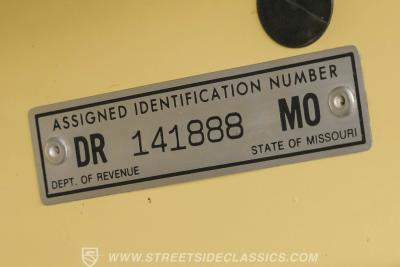 ASSIGNED IDENTIFICATION NUMBER
DR 141888 MO
DEPT. OF REVENUE STATE OF MISSOURI
WWW.STREETSIDECLASSICS.COM